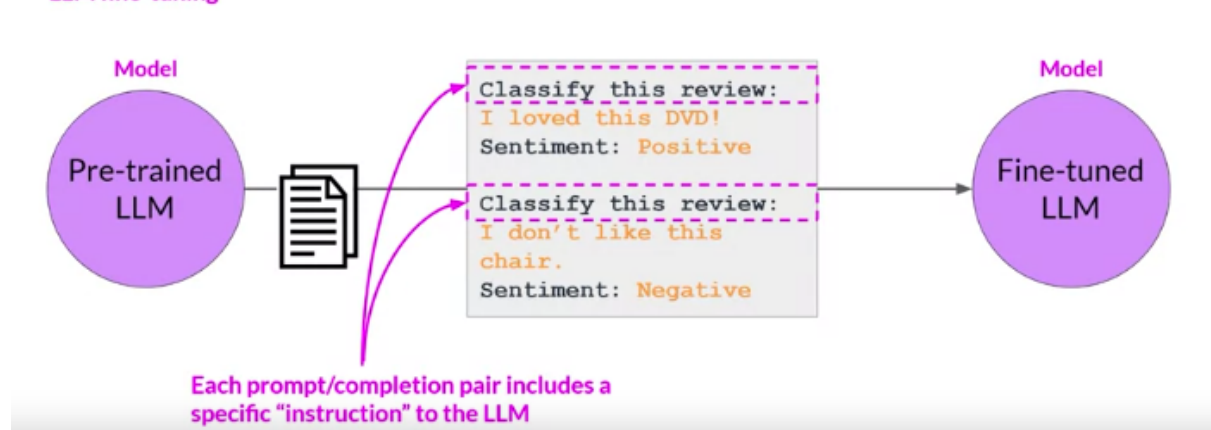 Model
Model
Pre-trained
LLM
Classify this review:
I loved this DVD!
Sentiment: Positive
Classify this review:
I don't like this
chair.
Sentiment: Negative
Fine-tuned
LLM
Each prompt/completion pair includes a
specific “instruction” to the LLM